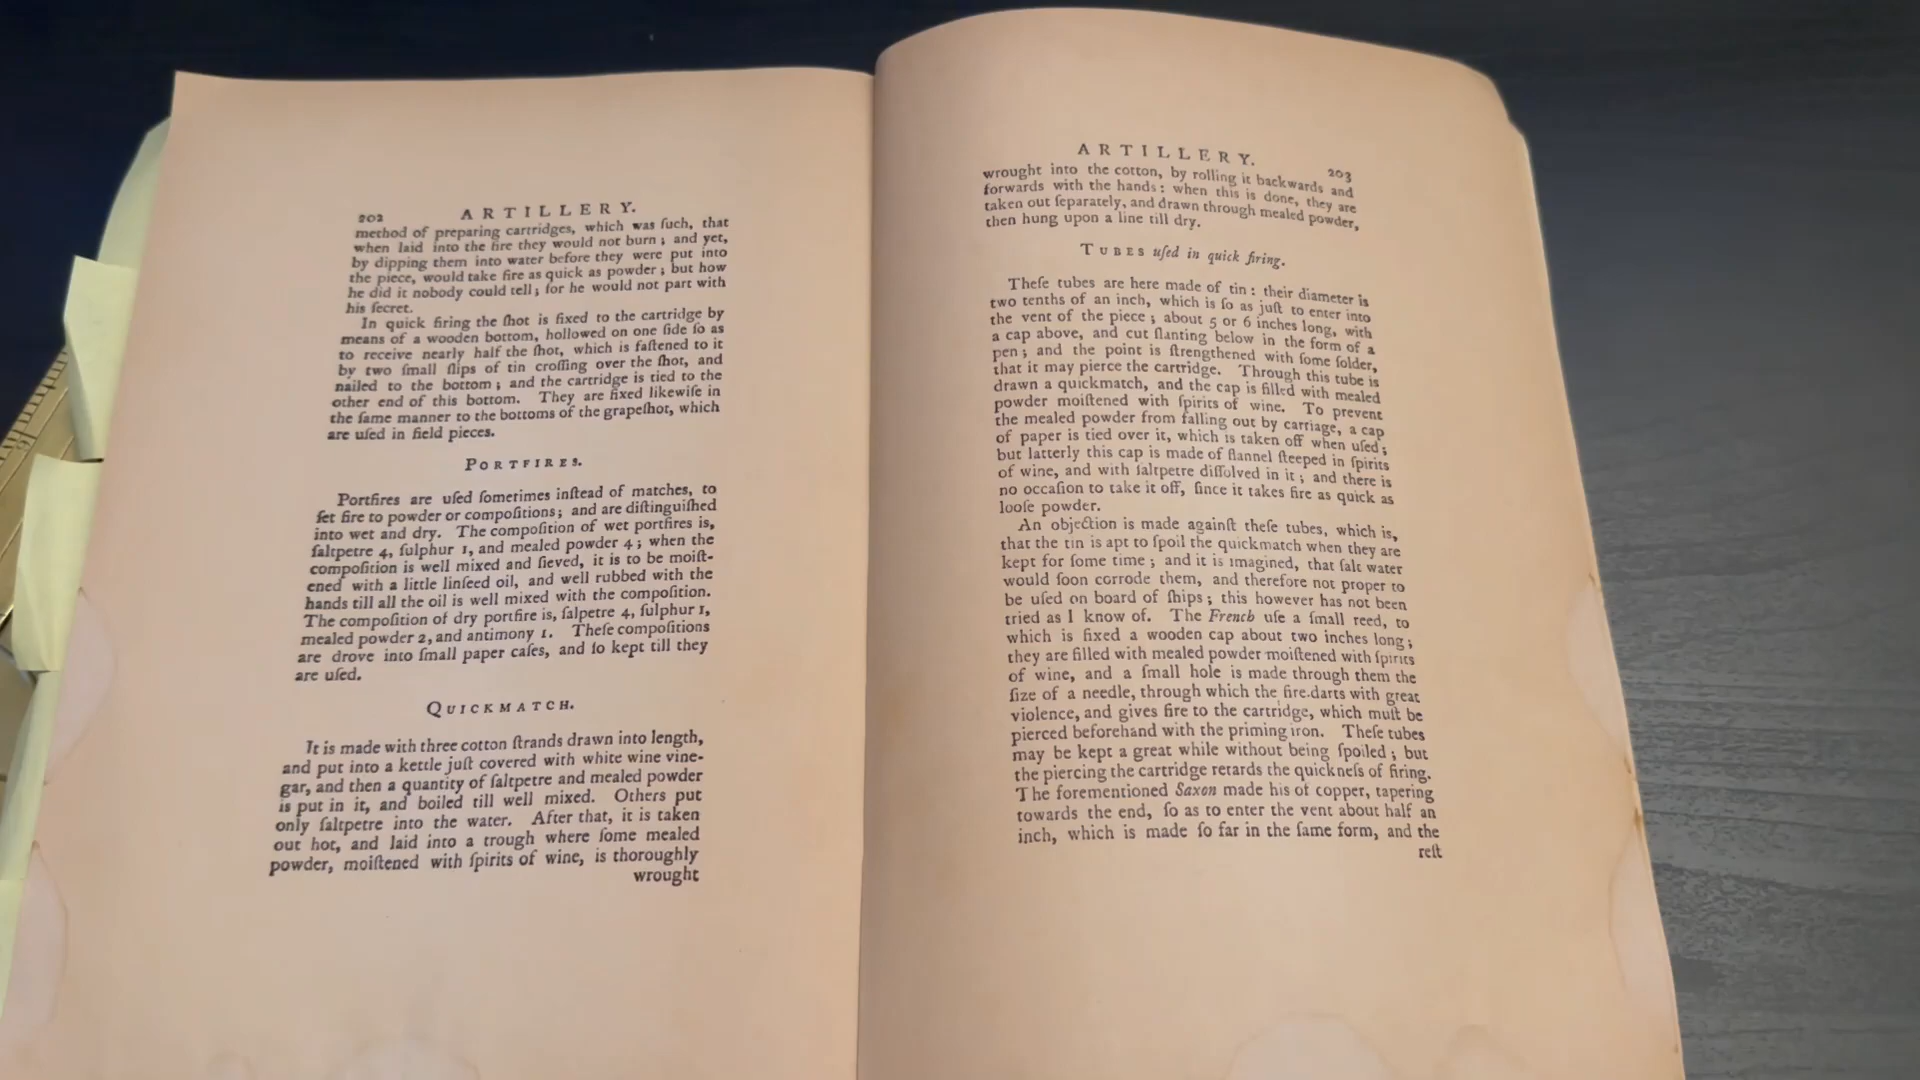 202 ARTILLERY.
method of preparing cartridges, which was ſuch, that
when laid into the fire they would not burn; and yet,
by dipping them into water before they were put into
the piece, would take fire as quick as powder; but how
he did it nobody could tell; for he would not part with
his ſecret.
In quick firing the ſhot is fixed to the cartridge by
means of a wooden bottom, hollowed on one ſide ſo as
to receive nearly half the ſhot, which is faſtened to it
by two ſmall ſlips of tin croſſing over the ſhot, and
nailed to the bottom; and the cartridge is tied to the
other end of this bottom. They are fixed likewiſe in
the ſame manner to the bottoms of the grapeſhot, which
are uſed in field pieces.
PORTFIRES.
Portfires are uſed ſometimes inſtead of matches, to
ſet fire to powder or compoſitions; and are diſtinguiſhed
into wet and dry. The compoſition of wet portfires is,
ſaltpetre 4, ſulphur 1, and mealed powder 4; when the
compoſition is well mixed and ſieved, it is to be moiſt-
ened with a little linſeed oil, and well rubbed with the
hands till all the oil is well mixed with the compoſition.
The compoſition of dry portfire is, ſalpetre 4, ſulphur 1,
mealed powder 2, and antimony 1. Theſe compoſitions
are drove into ſmall paper caſes, and ſo kept till they
are uſed.
QUICKMATCH.
It is made with three cotton ſtrands drawn into length,
and put into a kettle juſt covered with white wine vine-
gar, and then a quantity of ſaltpetre and mealed powder
is put in it, and boiled till well mixed. Others put
only ſaltpetre into the water. After that, it is taken
out hot, and laid into a trough where ſome mealed
powder, moiſtened with ſpirits of wine, is thoroughly
wrought
ARTILLERY. 203
wrought into the cotton, by rolling it backwards and
forwards with the hands: when this is done, they are
taken out ſeparately, and drawn through mealed powder,
then hung upon a line till dry.
TUBES uſed in quick firing.
Theſe tubes are here made of tin: their diameter is
two tenths of an inch, which is ſo as juſt to enter into
the vent of the piece; about 5 or 6 inches long, with
a cap above, and cut ſlanting below in the form of a
pen; and the point is ſtrengthened with ſome ſolder,
that it may pierce the cartridge. Through this tube is
drawn a quickmatch, and the cap is filled with mealed
powder moiſtened with ſpirits of wine. To prevent
the mealed powder from falling out by carriage, a cap
of paper is tied over it, which is taken off when uſed;
but latterly this cap is made of flannel ſteeped in ſpirits
of wine, and with ſaltpetre diſſolved in it; and there is
no occaſion to take it off, ſince it takes fire as quick as
looſe powder.
An objection is made againſt theſe tubes, which is,
that the tin is apt to ſpoil the quickmatch when they are
kept for ſome time; and it is imagined, that ſalt water
would ſoon corrode them, and therefore not proper to
be uſed on board of ſhips; this however has not been
tried as I know of. The French uſe a ſmall reed, to
which is fixed a wooden cap about two inches long;
they are filled with mealed powder moiſtened with ſpirits
of wine, and a ſmall hole is made through them the
ſize of a needle, through which the fire.darts with great
violence, and gives fire to the cartridge, which muſt be
pierced beforehand with the priming iron. Theſe tubes
may be kept a great while without being ſpoiled; but
the piercing the cartridge retards the quickneſs of firing.
The forementioned Saxon made his of copper, tapering
towards the end, ſo as to enter the vent about half an
inch, which is made ſo far in the ſame form, and the
reſt